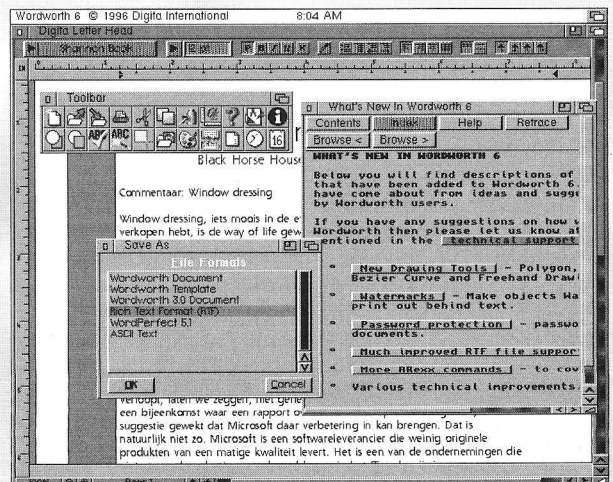 Wordworth 6 © 1996 Digita International 8:04 AM
Digita Letter Head
Shannon Book
Toolbar
Black Horse Hous
Commentaar: Window dressing
Window dressing, iets moois in de e
verkopen hebt, is de way of life gew
What's New In Wordworth 6
Contents Index Help Retrace
Browse < Browse >
WHAT'S NEW IN WORDWORTH 6
Below you will find descriptions of
that have been added to Wordworth 6.
have come about from ideas and sugge
by Wordworth users.
If you have any suggestions on how
Wordworth then please let us know a
mentioned in the technical support
New Drawing Tools - Polygon,
Bezier Curve and Freehand Draw
Watermarks - Make objects Wa
print out behind text.
Password protection - passwo
documents.
Much improved RTF file suppor
More ARexx commands - to cov
Various technical improvements.
Save As
File Formats
Wordworth Document
Wordworth Template
Wordworth 3.0 Document
Rich Text Format (RTF)
WordPerfect 5.1
ASCII Text
OK Cancel
verloopt, laten we zeggen, niet gehe
een bijeenkomst waar een rapport o
suggestie gewekt dat Microsoft daar verbetering in kan brengen. Dat is
natuurlijk niet zo. Microsoft is een softwareleverancier die weinig originele
produkten van een matige kwaliteit levert. Het is een van de ondernemingen die